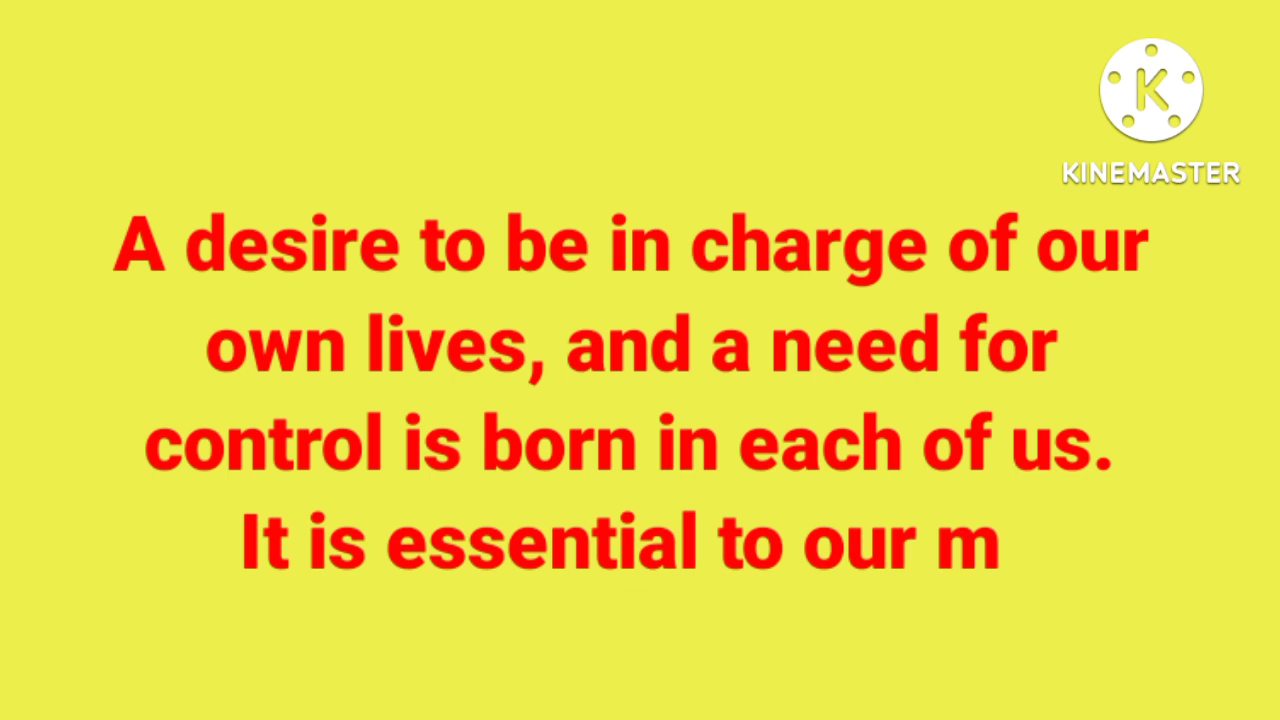 K
KINEMASTER
A desire to be in charge of our
own lives, and a need for
control is born in each of us.
It is essential to our m